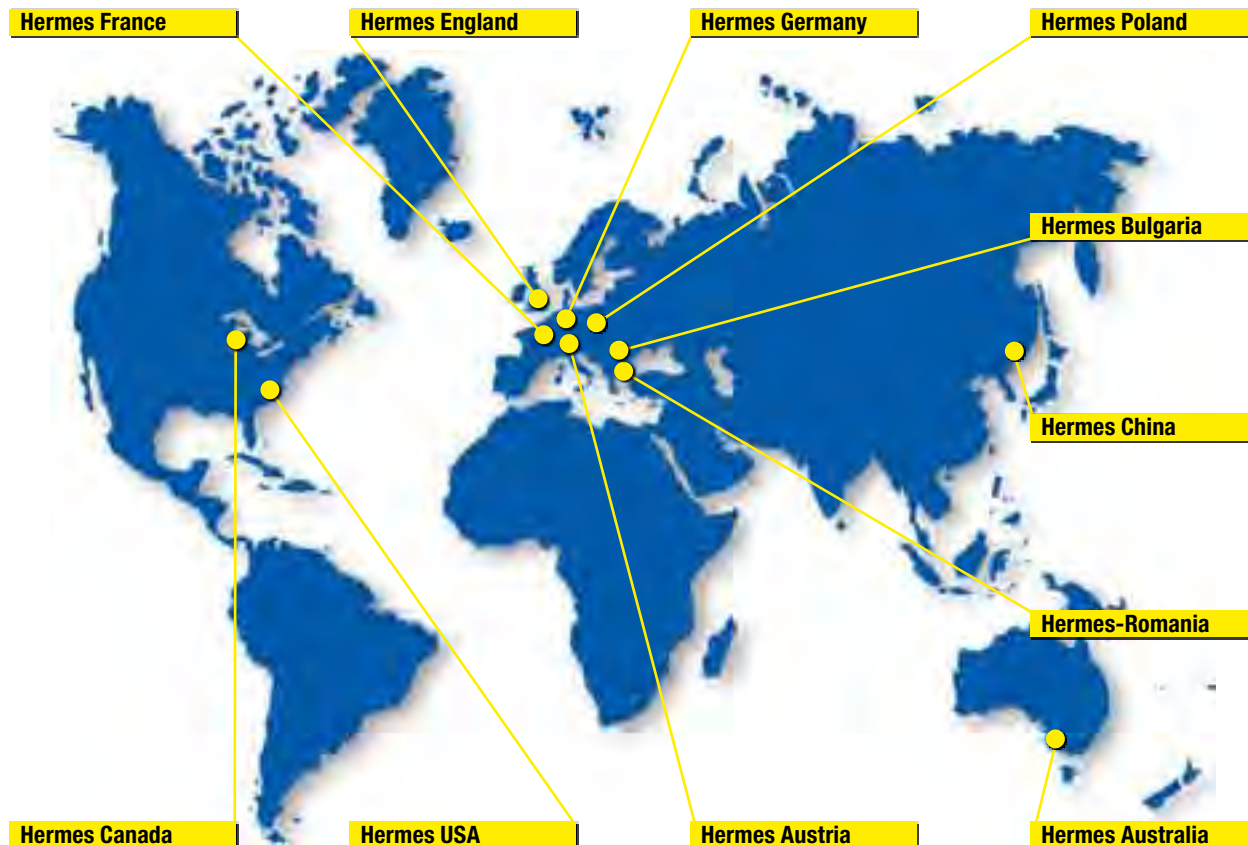 Hermes France
Hermes England
Hermes Germany
Hermes Poland
Hermes Bulgaria
Hermes China
Hermes-Romania
Hermes Canada
Hermes USA
Hermes Austria
Hermes Australia